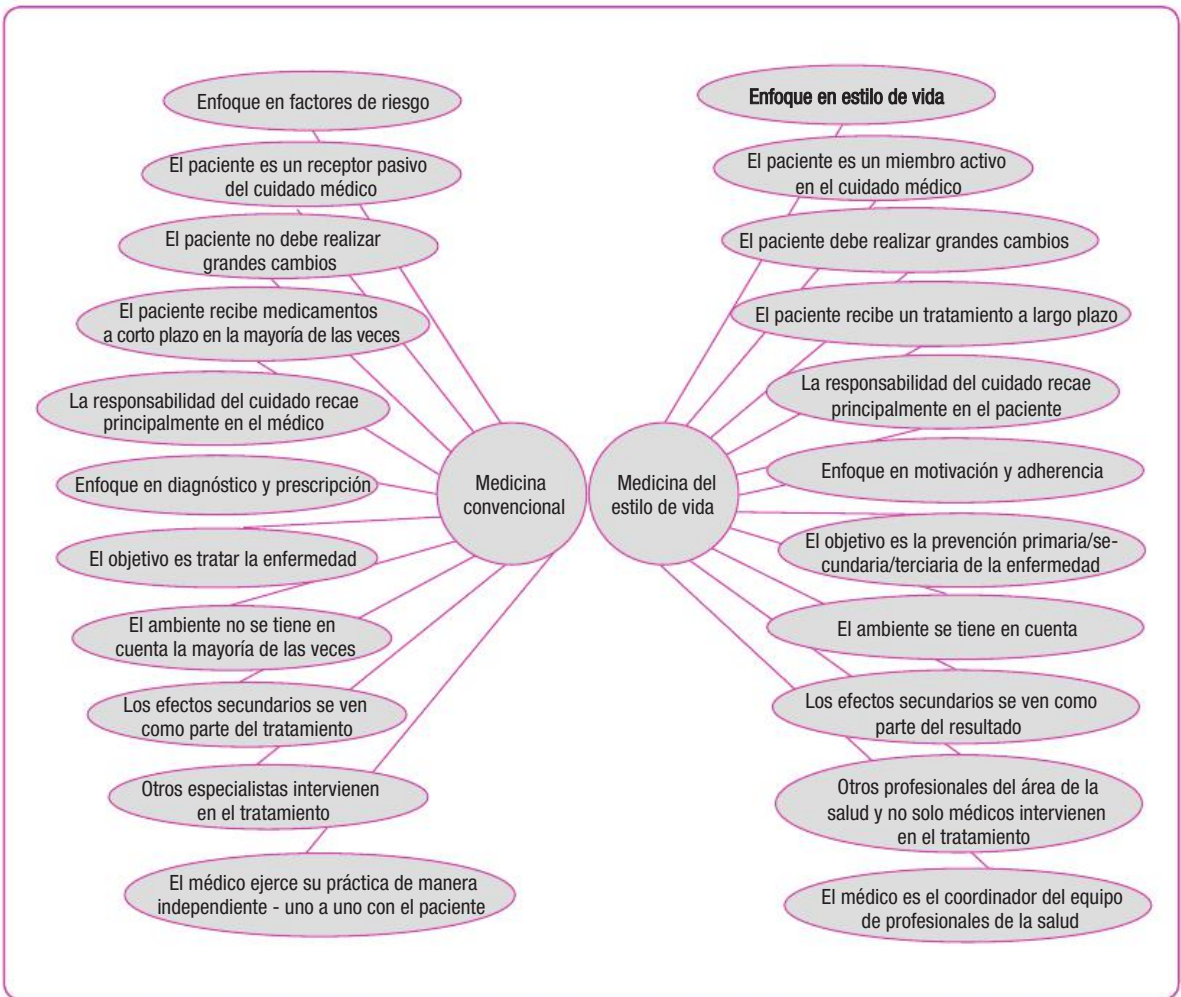 Enfoque en factores de riesgo
El paciente es un receptor pasivo
del cuidado médico
El paciente no debe realizar
grandes cambios
El paciente recibe medicamentos
a corto plazo en la mayoría de las veces
La responsabilidad del cuidado recae
principalmente en el médico
Enfoque en diagnóstico y prescripción
El objetivo es tratar la enfermedad
El ambiente no se tiene en
cuenta la mayoría de las veces
Los efectos secundarios se ven
como parte del tratamiento
Otros especialistas intervienen
en el tratamiento
El médico ejerce su práctica de manera
independiente - uno a uno con el paciente
Medicina
convencional
Medicina del
estilo de vida
Enfoque en estilo de vida
El paciente es un miembro activo
en el cuidado médico
El paciente debe realizar grandes cambios
El paciente recibe un tratamiento a largo plazo
La responsabilidad del cuidado recae
principalmente en el paciente
Enfoque en motivación y adherencia
El objetivo es la prevención primaria/se-
cundaria/terciaria de la enfermedad
El ambiente se tiene en cuenta
Los efectos secundarios se ven como
parte del resultado
Otros profesionales del área de la
salud y no solo médicos intervienen
en el tratamiento
El médico es el coordinador del equipo
de profesionales de la salud